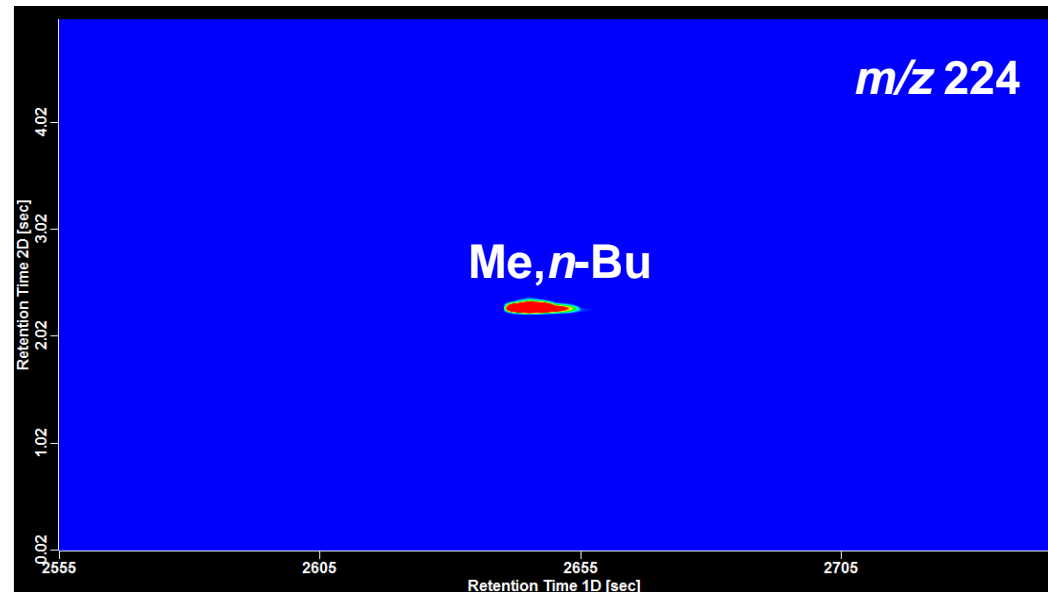 m/z 224
Me,n-Bu
Retention Time 2D [sec]
4.02
3.02
2.02
1.02
0.02
2555
2605
2655
2705
Retention Time 1D [sec]